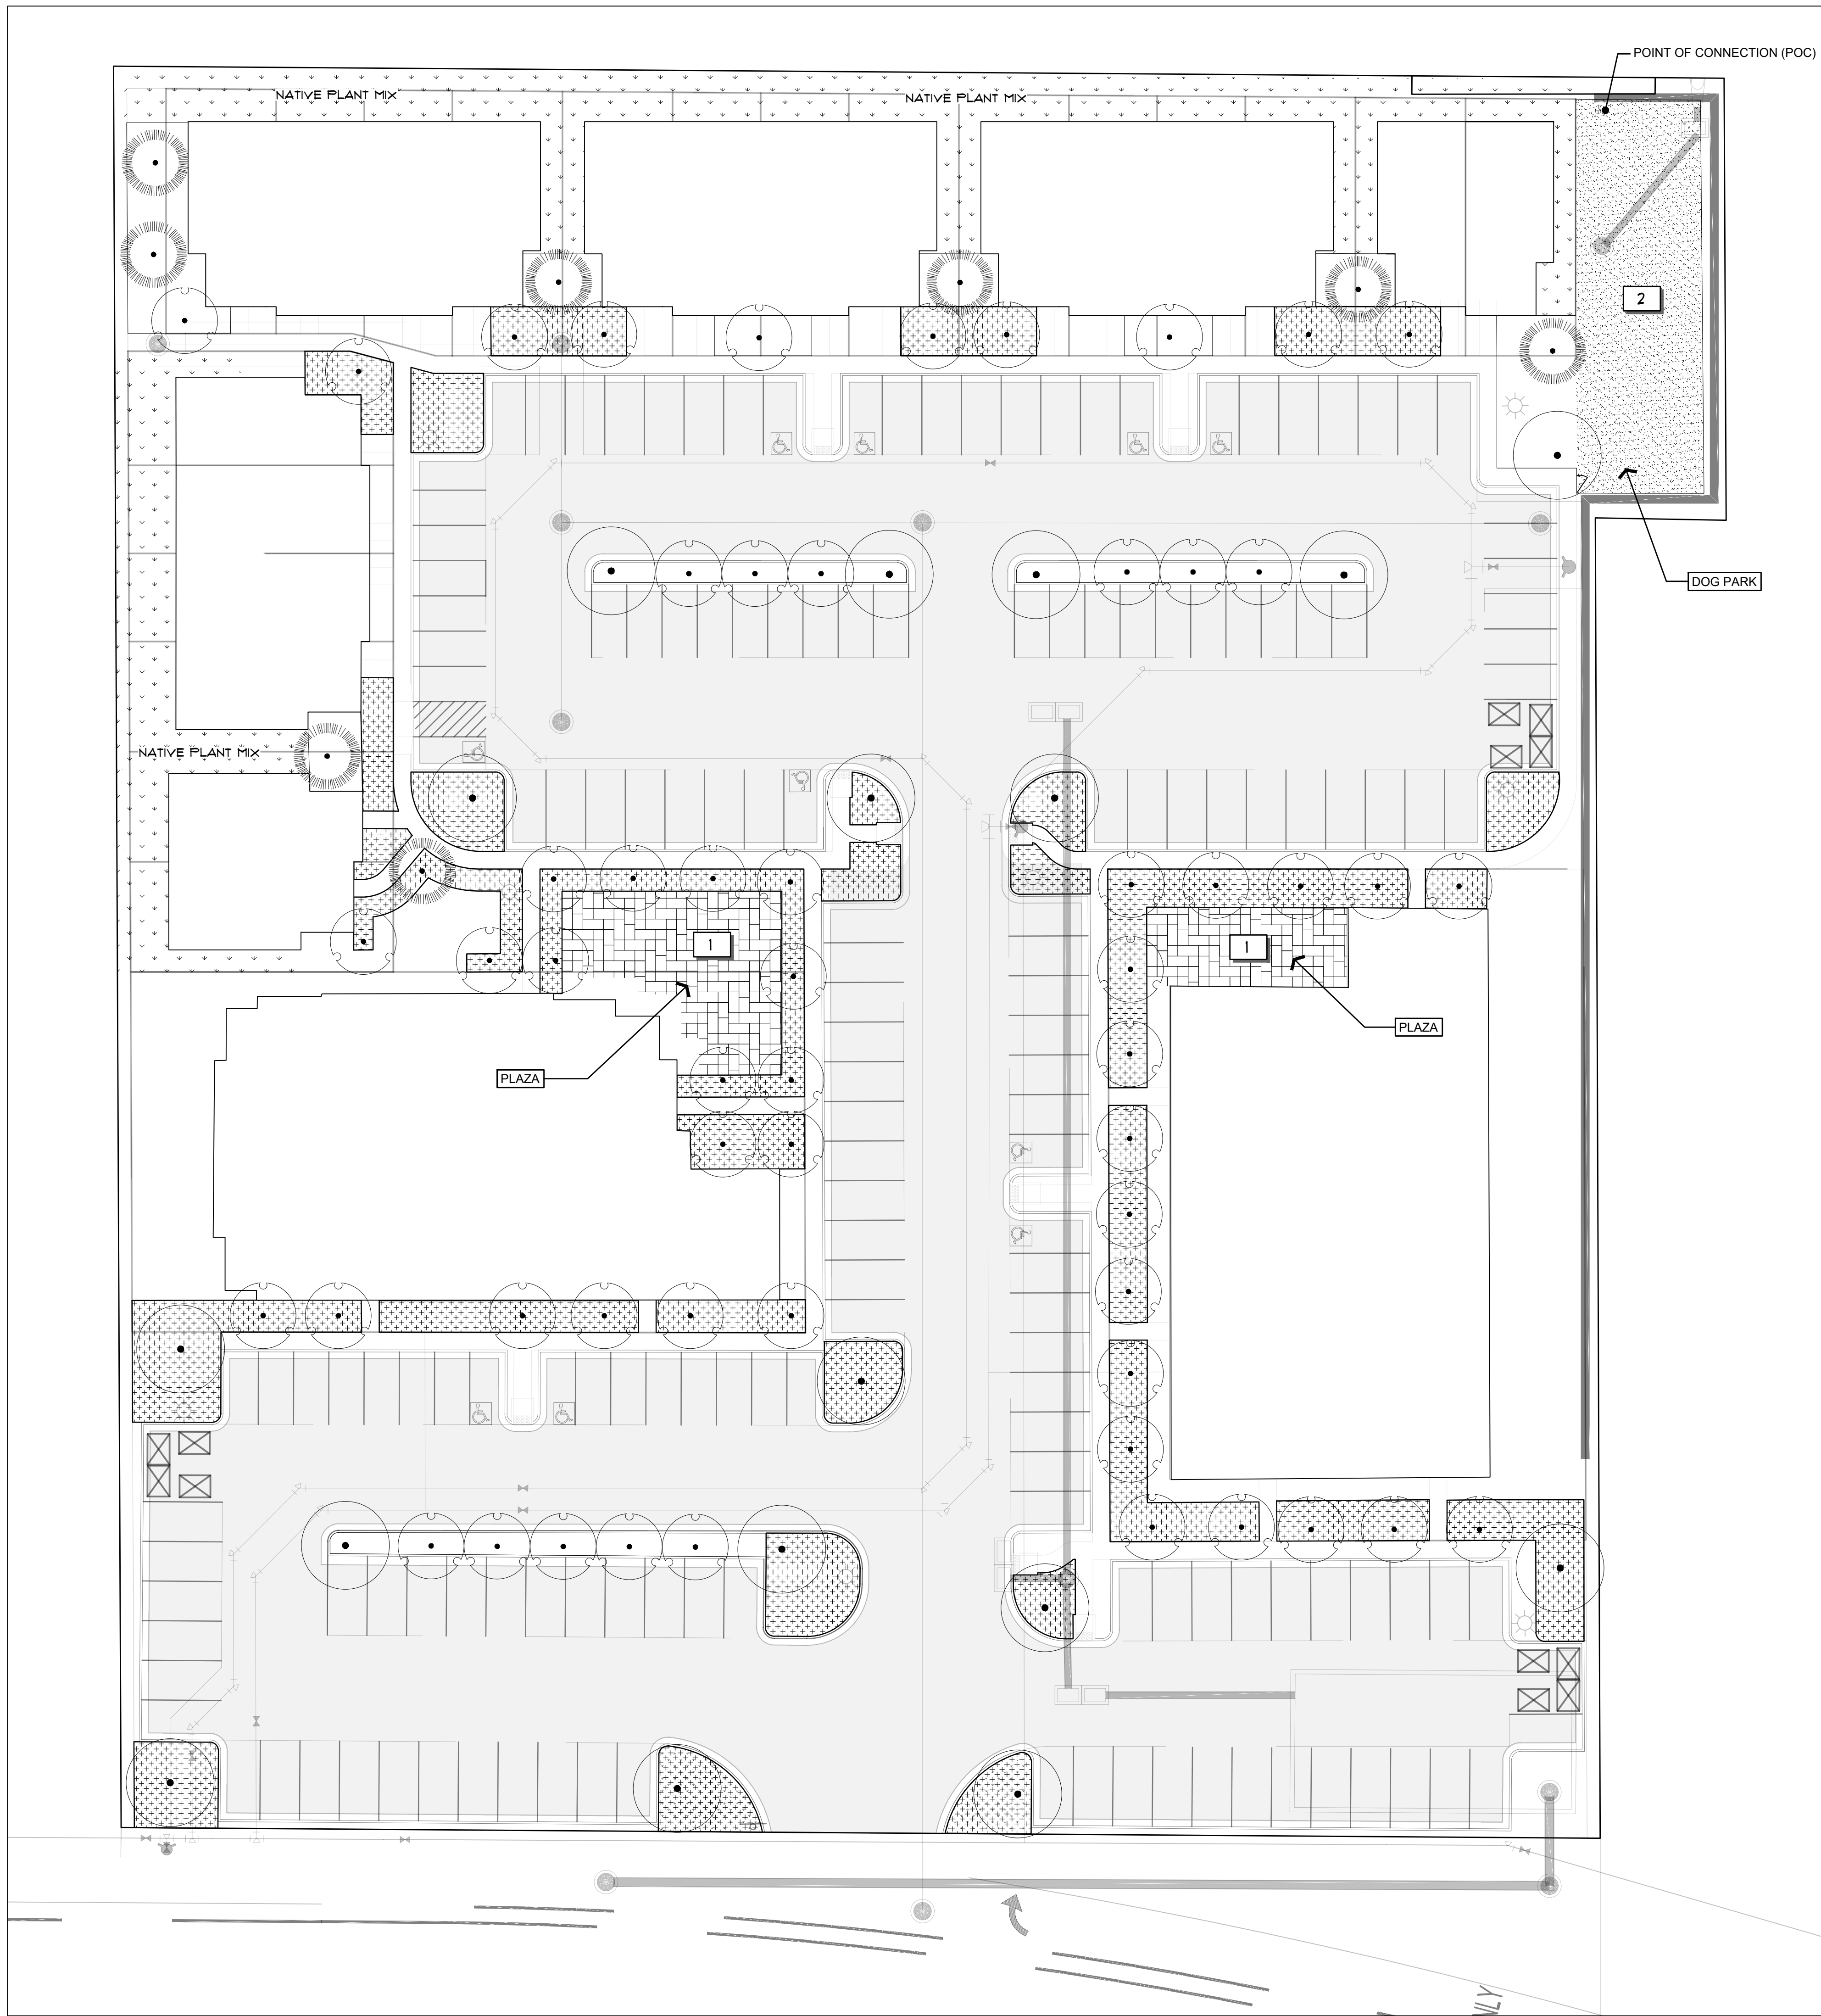 POINT OF CONNECTION (POC)
NATIVE PLANT MIX
NATIVE PLANT MIX
2
DOG PARK
NATIVE PLANT MIX
1
1
PLAZA
PLAZA